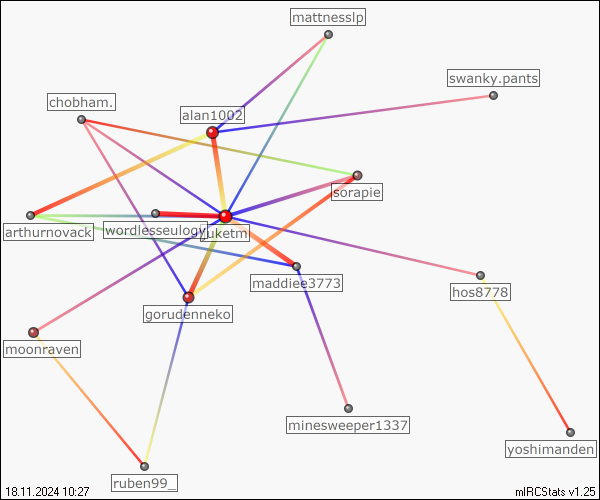 mattnesslp
swanky.pants
chobham.
alan1002
sorapie
arthurnovack
wordlesseulogy
juketm
maddiee3773
hos8778
gorudenneko
moonraven
minesweeper1337
yoshimanden
ruben99_
18.11.2024 10:27
mIRCStats v1.25